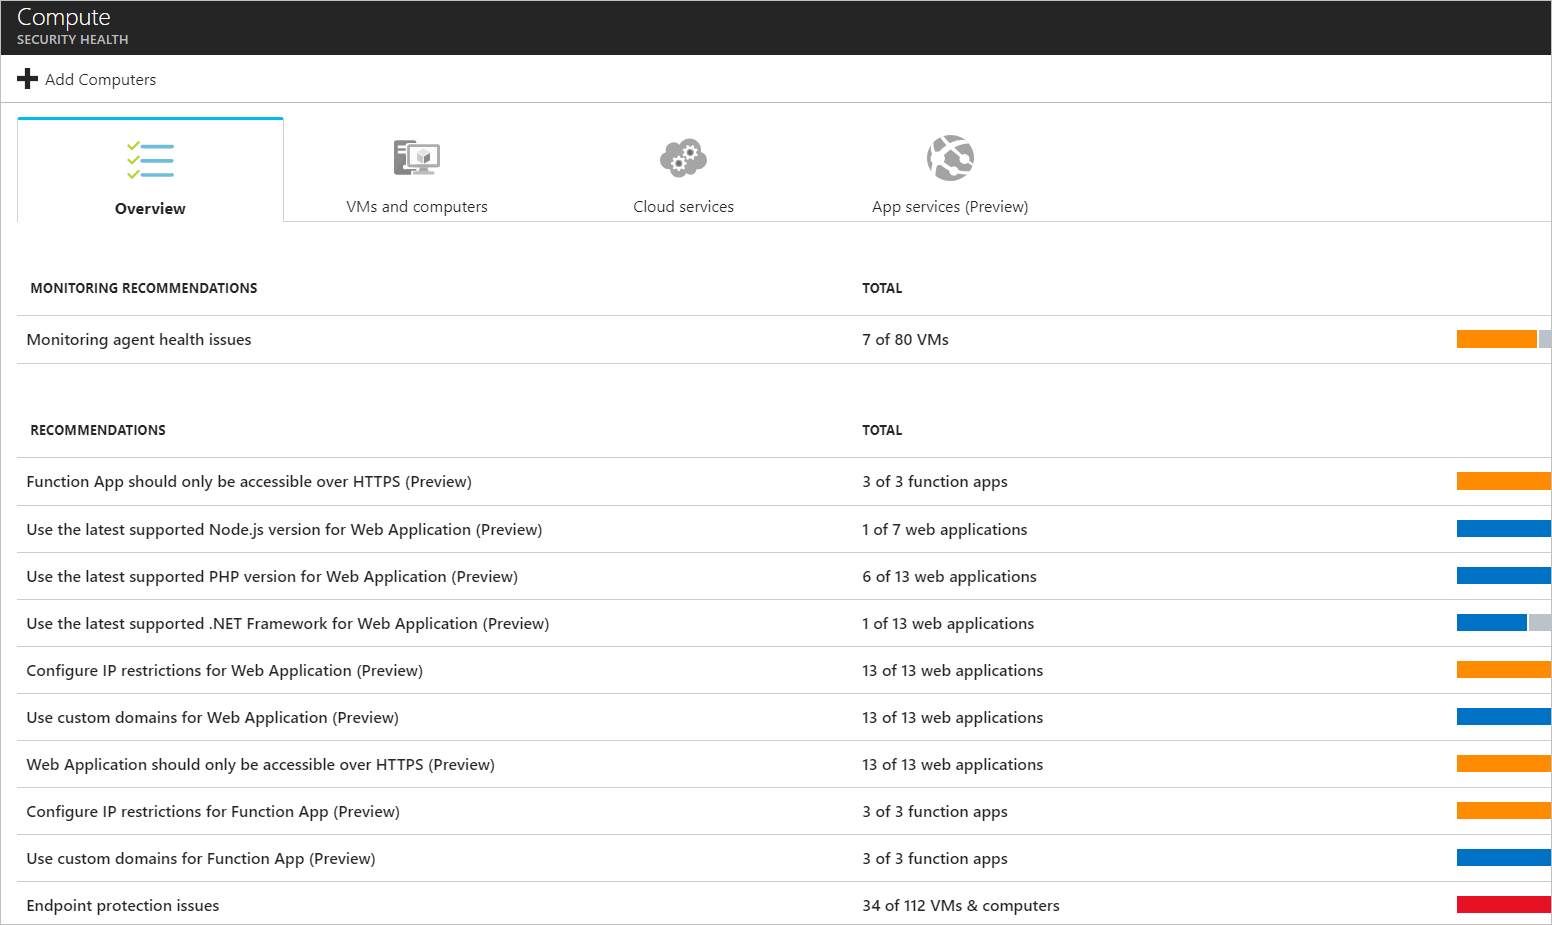 Compute
SECURITY HEALTH
Add Computers
Overview
VMs and computers
Cloud services
App services (Preview)
MONITORING RECOMMENDATIONS TOTAL
Monitoring agent health issues 7 of 80 VMs
RECOMMENDATIONS TOTAL
Function App should only be accessible over HTTPS (Preview) 3 of 3 function apps
Use the latest supported Node.js version for Web Application (Preview) 1 of 7 web applications
Use the latest supported PHP version for Web Application (Preview) 6 of 13 web applications
Use the latest supported .NET Framework for Web Application (Preview) 1 of 13 web applications
Configure IP restrictions for Web Application (Preview) 13 of 13 web applications
Use custom domains for Web Application (Preview) 13 of 13 web applications
Web Application should only be accessible over HTTPS (Preview) 13 of 13 web applications
Configure IP restrictions for Function App (Preview) 3 of 3 function apps
Use custom domains for Function App (Preview) 3 of 3 function apps
Endpoint protection issues 34 of 112 VMs & computers